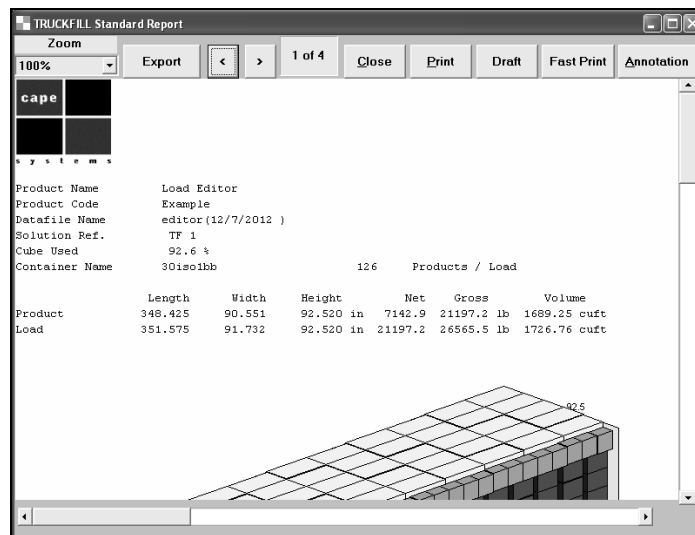 TRUCKFILL Standard Report
Zoom
100%
Export < > 1 of 4 Close Print Draft Fast Print Annotation
cape
systems
Product Name Load Editor
Product Code Example
Datafile Name editor(12/7/2012 )
Solution Ref. TF 1
Cube Used 92.6 %
Container Name 30iso1bb 126 Products / Load
Length Width Height Net Gross Volume
Product 348.425 90.551 92.520 in 7142.9 21197.2 lb 1689.25 cuft
Load 351.575 91.732 92.520 in 21197.2 26565.5 lb 1726.76 cuft
92.5